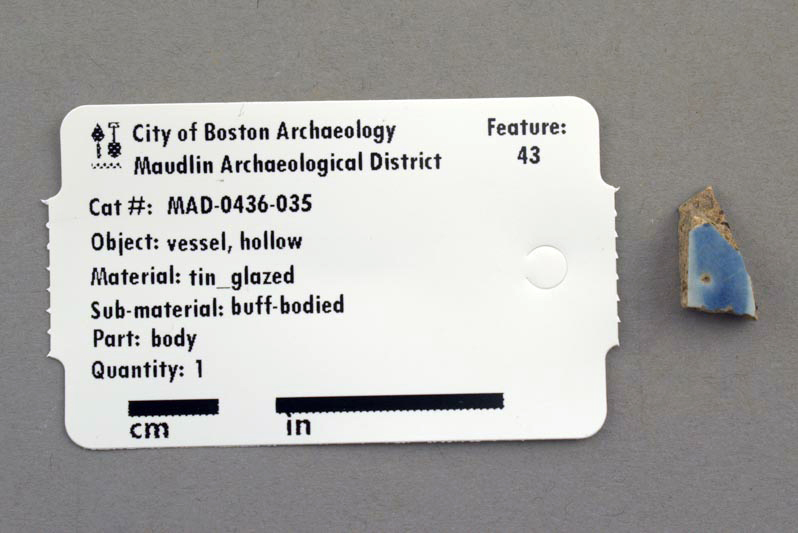 City of Boston Archaeology
Maudlin Archaeological District
Feature:
43
Cat #: MAD-0436-035
Object: vessel, hollow
Material: tin_glazed
Sub-material: buff-bodied
Part: body
Quantity: 1
cm
in